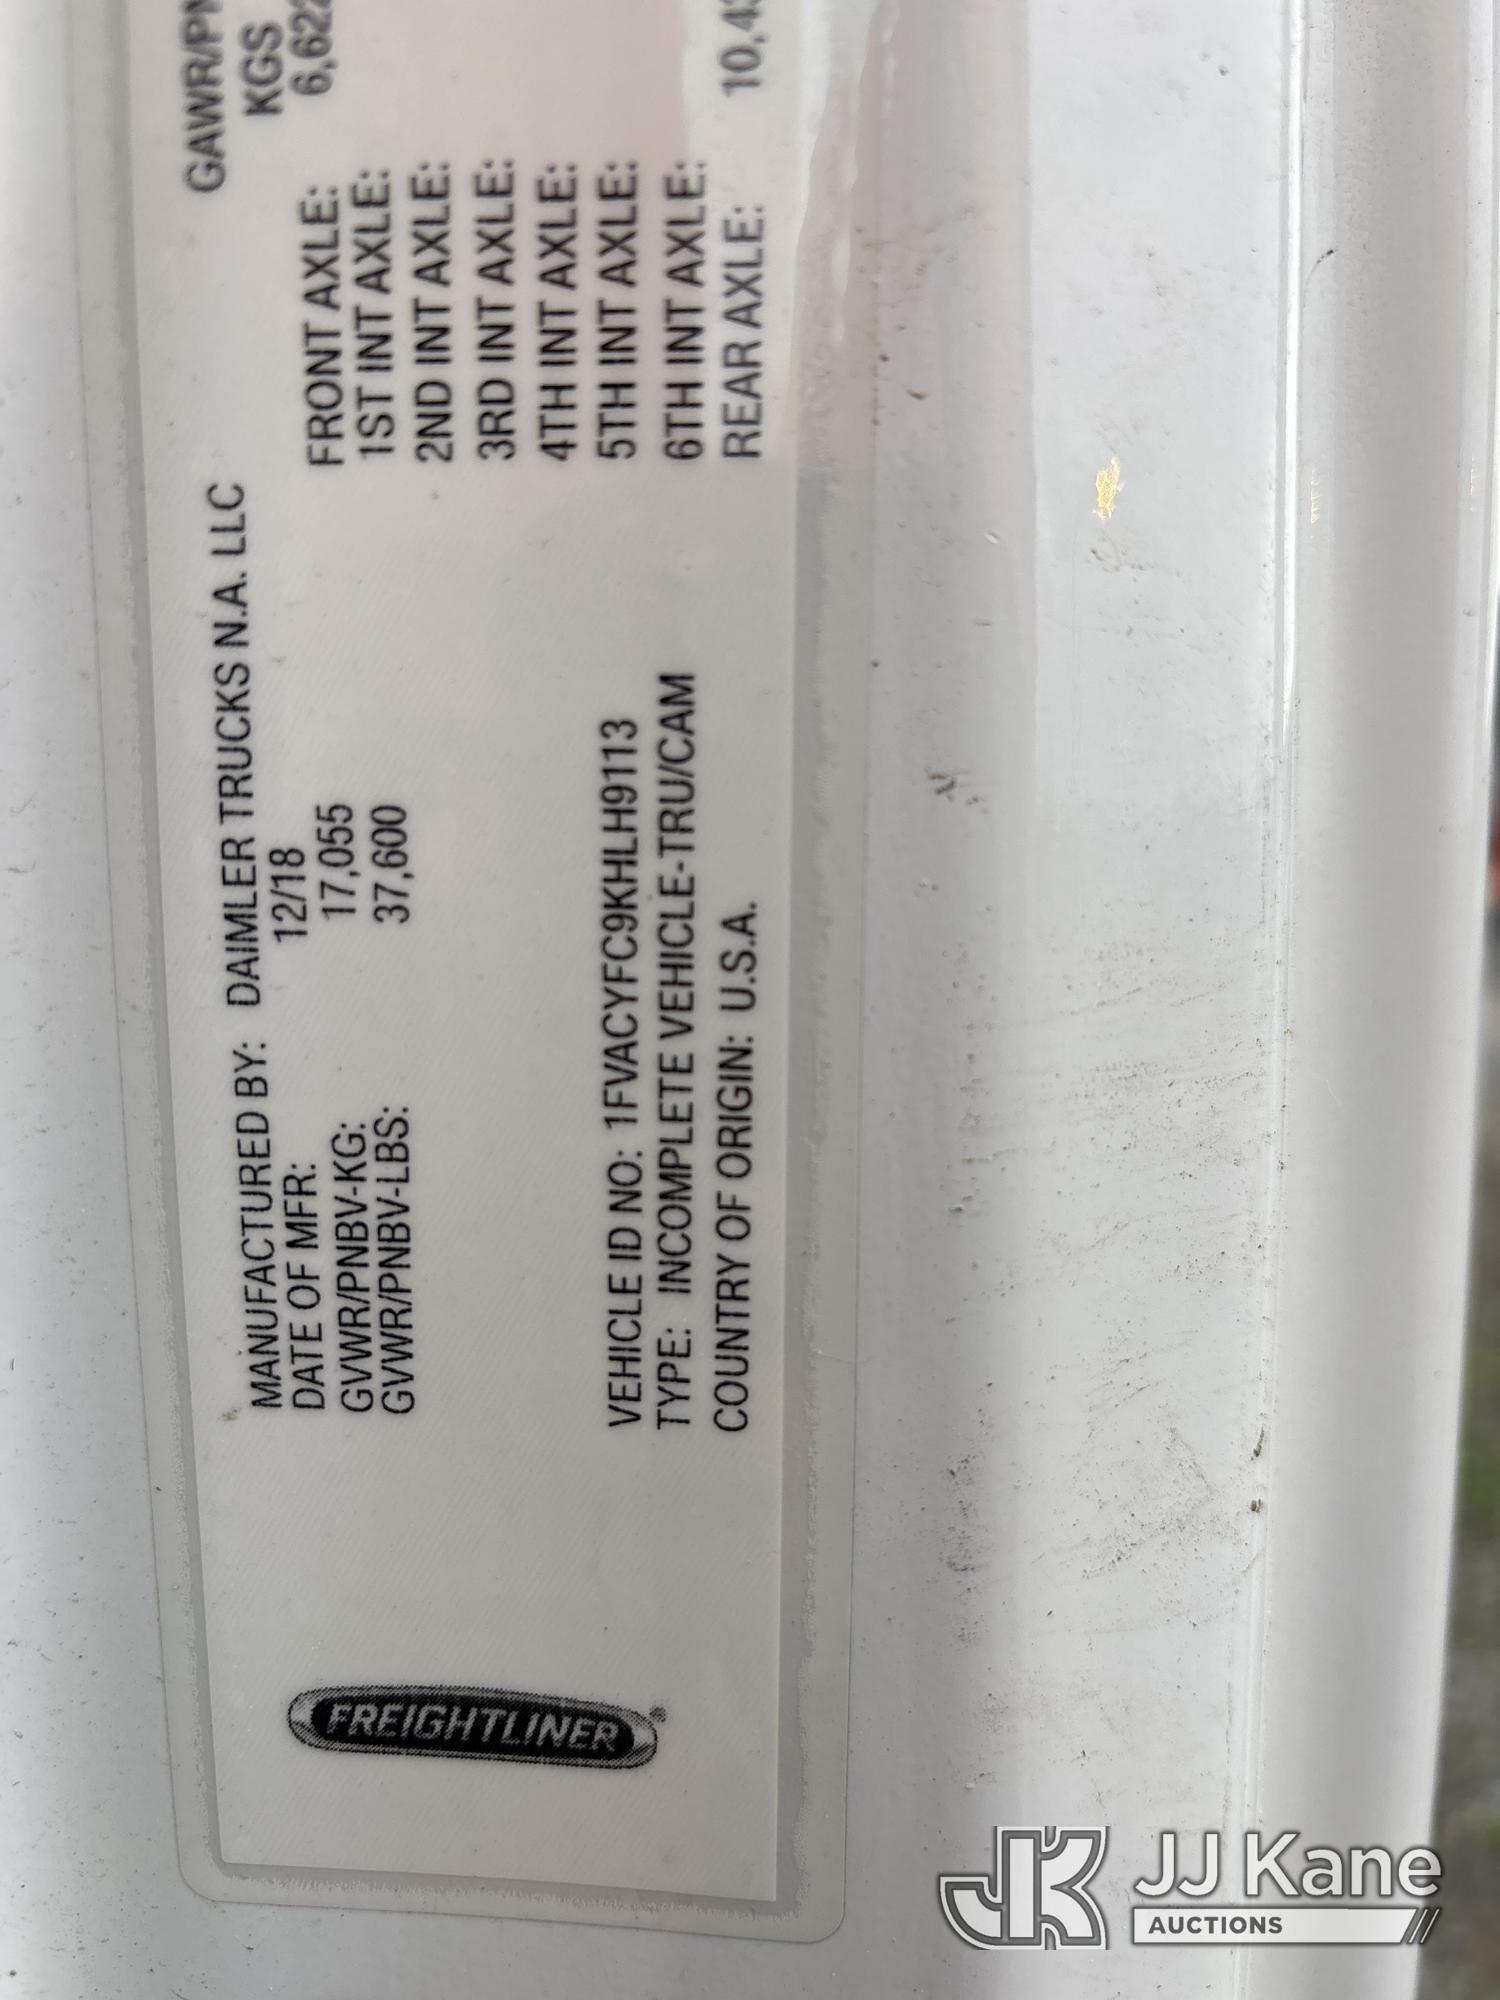 FREIGHTLINER®
MANUFACTURED BY: DAIMLER TRUCKS N.A. LLC
DATE OF MFR: 12/18
GVWR/PNBV-KG: 17,055
GVWR/PNBV-LBS: 37,600
VEHICLE ID NO: 1FVACYFC9KHLH9113
TYPE: INCOMPLETE VEHICLE-TRU/CAM
COUNTRY OF ORIGIN: U.S.A.
GAWR/PN
KGS
FRONT AXLE: 6,622
1ST INT AXLE:
2ND INT AXLE:
3RD INT AXLE:
4TH INT AXLE:
5TH INT AXLE:
6TH INT AXLE:
REAR AXLE: 10,43
JK
JJ Kane
AUCTIONS